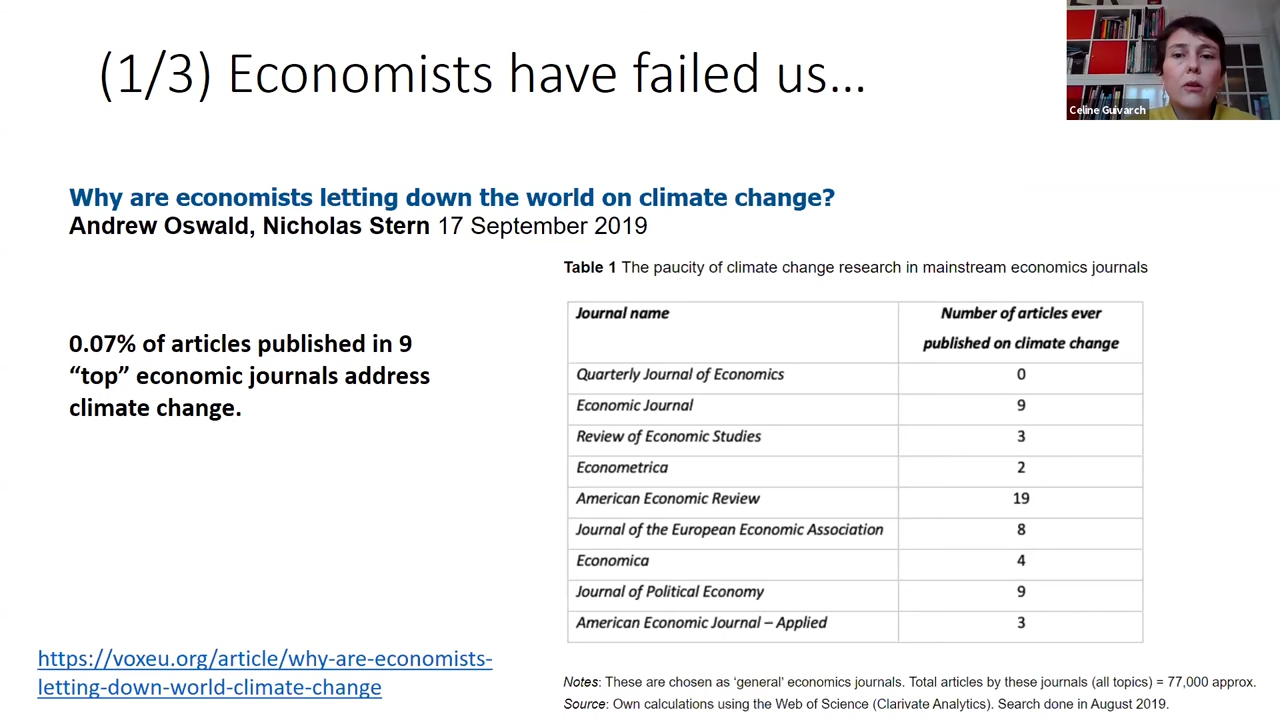 (1/3) Economists have failed us...
Celine Guivarch
Why are economists letting down the world on climate change?
Andrew Oswald, Nicholas Stern 17 September 2019
0.07% of articles published in 9
“top” economic journals address
climate change.
Table 1 The paucity of climate change research in mainstream economics journals
Journal name Number of articles ever
published on climate change
Quarterly Journal of Economics 0
Economic Journal 9
Review of Economic Studies 3
Econometrica 2
American Economic Review 19
Journal of the European Economic Association 8
Economica 4
Journal of Political Economy 9
American Economic Journal – Applied 3
https://voxeu.org/article/why-are-economists-
letting-down-world-climate-change
Notes: These are chosen as ‘general’ economics journals. Total articles by these journals (all topics) = 77,000 approx.
Source: Own calculations using the Web of Science (Clarivate Analytics). Search done in August 2019.